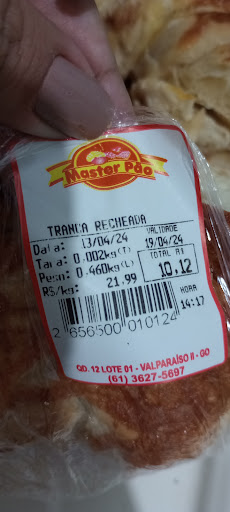 Master Pão
TRANCA RECHEADA
Data: 13/04/24
VALIDADE
19/04/24
Tara: 0.002kg(T)
Peso: 0.460kg(L)
R$/kg: 21.99
TOTAL R$
10,12
HORA
14:17
2 656500 010124
QD. 12 LOTE 01 - VALPARAÍSO II - GO
(61) 3627-5697